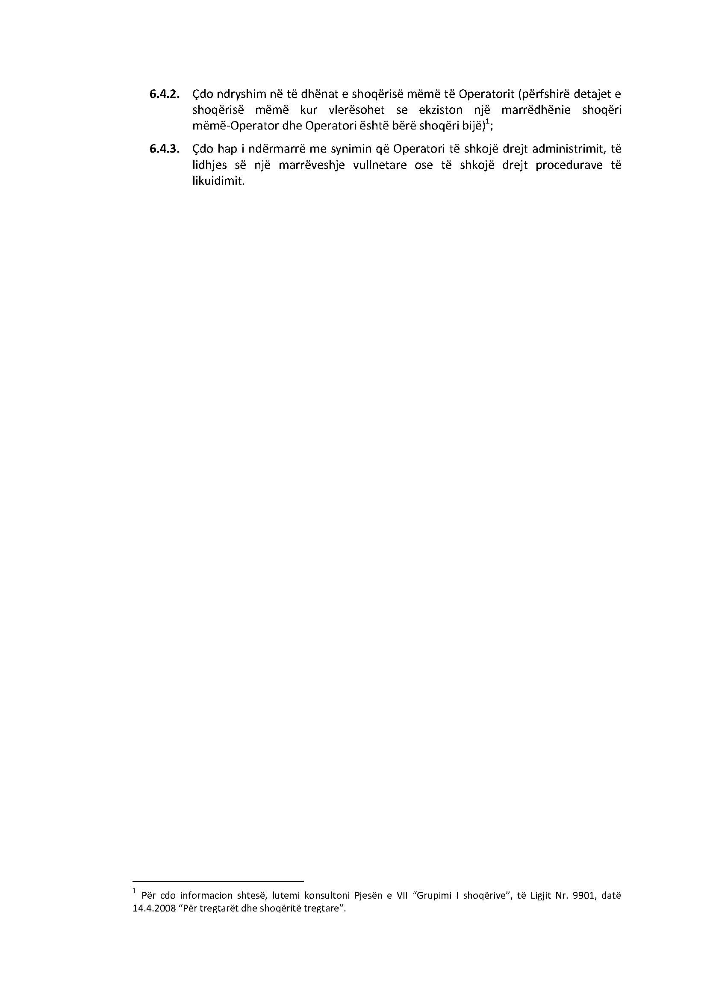 6.4.2. Çdo ndryshim në të dhënat e shoqërisë mëmë të Operatorit (përfshirë detajet e
shoqërisë mëmë kur vlerësohet se ekziston një marrëdhënie shoqëri
mëmë-Operator dhe Operatori është bërë shoqëri bijë)¹;
6.4.3. Çdo hap i ndërmarrë me synimin që Operatori të shkojë drejt administrimit, të
lidhjes së një marrëveshje vullnetare ose të shkojë drejt procedurave të
likuidimit.
¹ Për cdo informacion shtesë, lutemi konsultoni Pjesën e VII “Grupimi I shoqërive”, të Ligjit Nr. 9901, datë
14.4.2008 “Për tregtarët dhe shoqëritë tregtare”.